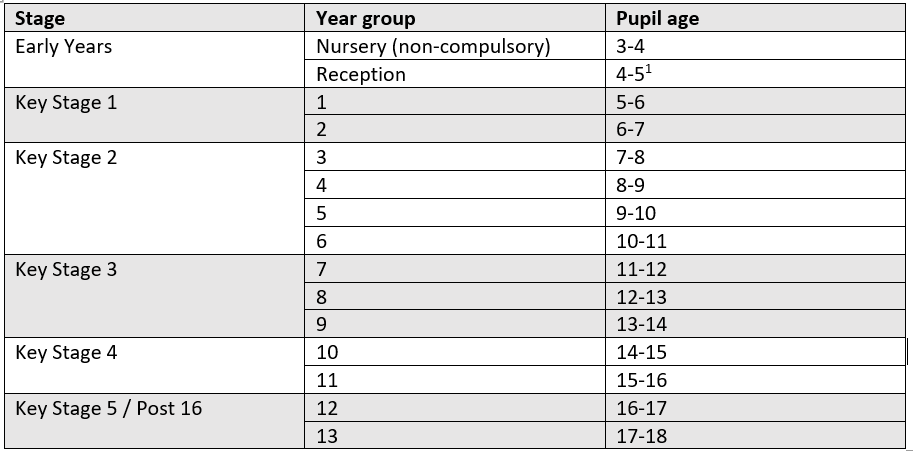 Stage Year group Pupil age
Early Years Nursery (non-compulsory) 3-4
Reception 4-5¹
Key Stage 1 1 5-6
2 6-7
Key Stage 2 3 7-8
4 8-9
5 9-10
6 10-11
Key Stage 3 7 11-12
8 12-13
9 13-14
Key Stage 4 10 14-15
11 15-16
Key Stage 5 / Post 16 12 16-17
13 17-18